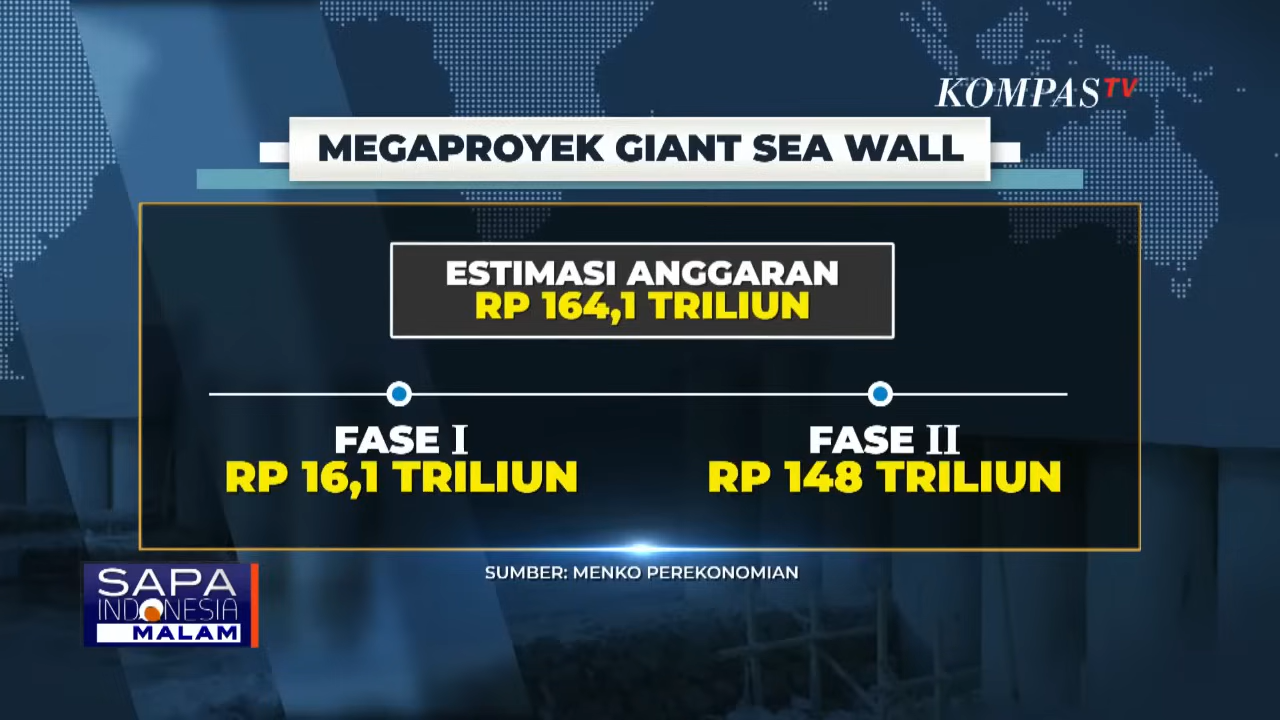 KOMPASTV
MEGAPROYEK GIANT SEA WALL
ESTIMASI ANGGARAN
RP 164,1 TRILIUN
FASE I
RP 16,1 TRILIUN
FASE II
RP 148 TRILIUN
SUMBER: MENKO PEREKONOMIAN
SAPA
INDONESIA
MALAM